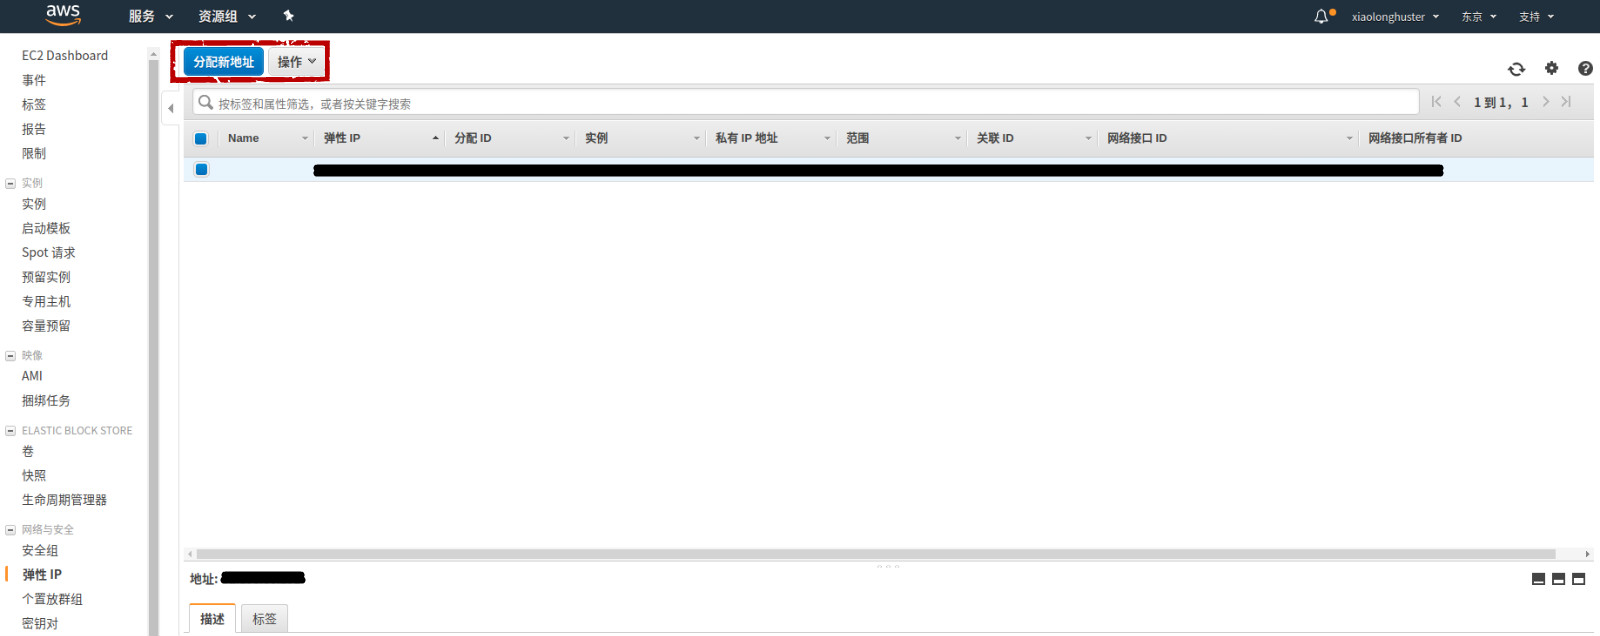 aws 服务 资源组 xiaolonghuster 东京 支持
EC2 Dashboard
事件
标签
报告
限制
实例
实例
启动模板
Spot 请求
预留实例
专用主机
容量预留
映像
AMI
捆绑任务
ELASTIC BLOCK STORE
卷
快照
生命周期管理器
网络与安全
安全组
弹性 IP
个置放群组
密钥对
分配新地址 操作
按标签和属性筛选，或者按关键字搜索 1 到 1， 1
Name 弹性 IP 分配 ID 实例 私有 IP 地址 范围 关联 ID 网络接口 ID 网络接口所有者 ID
地址:
描述 标签